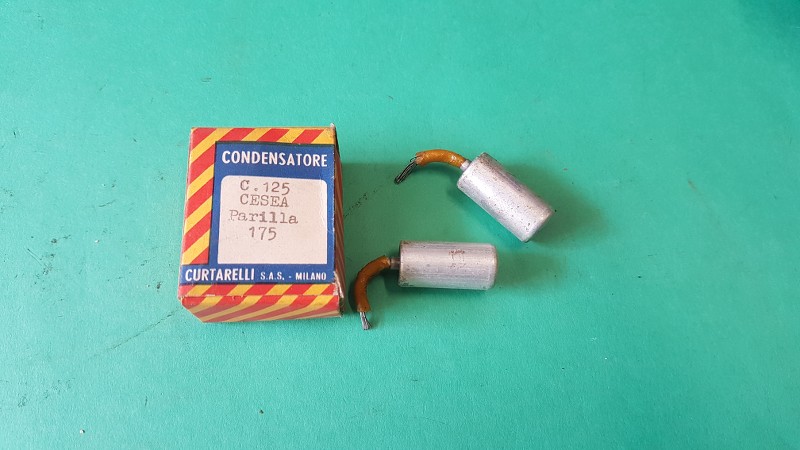 CONDENSATORE
C.125
CESEA
Parilla
175
CURTARELLI S.A.S. - MILANO